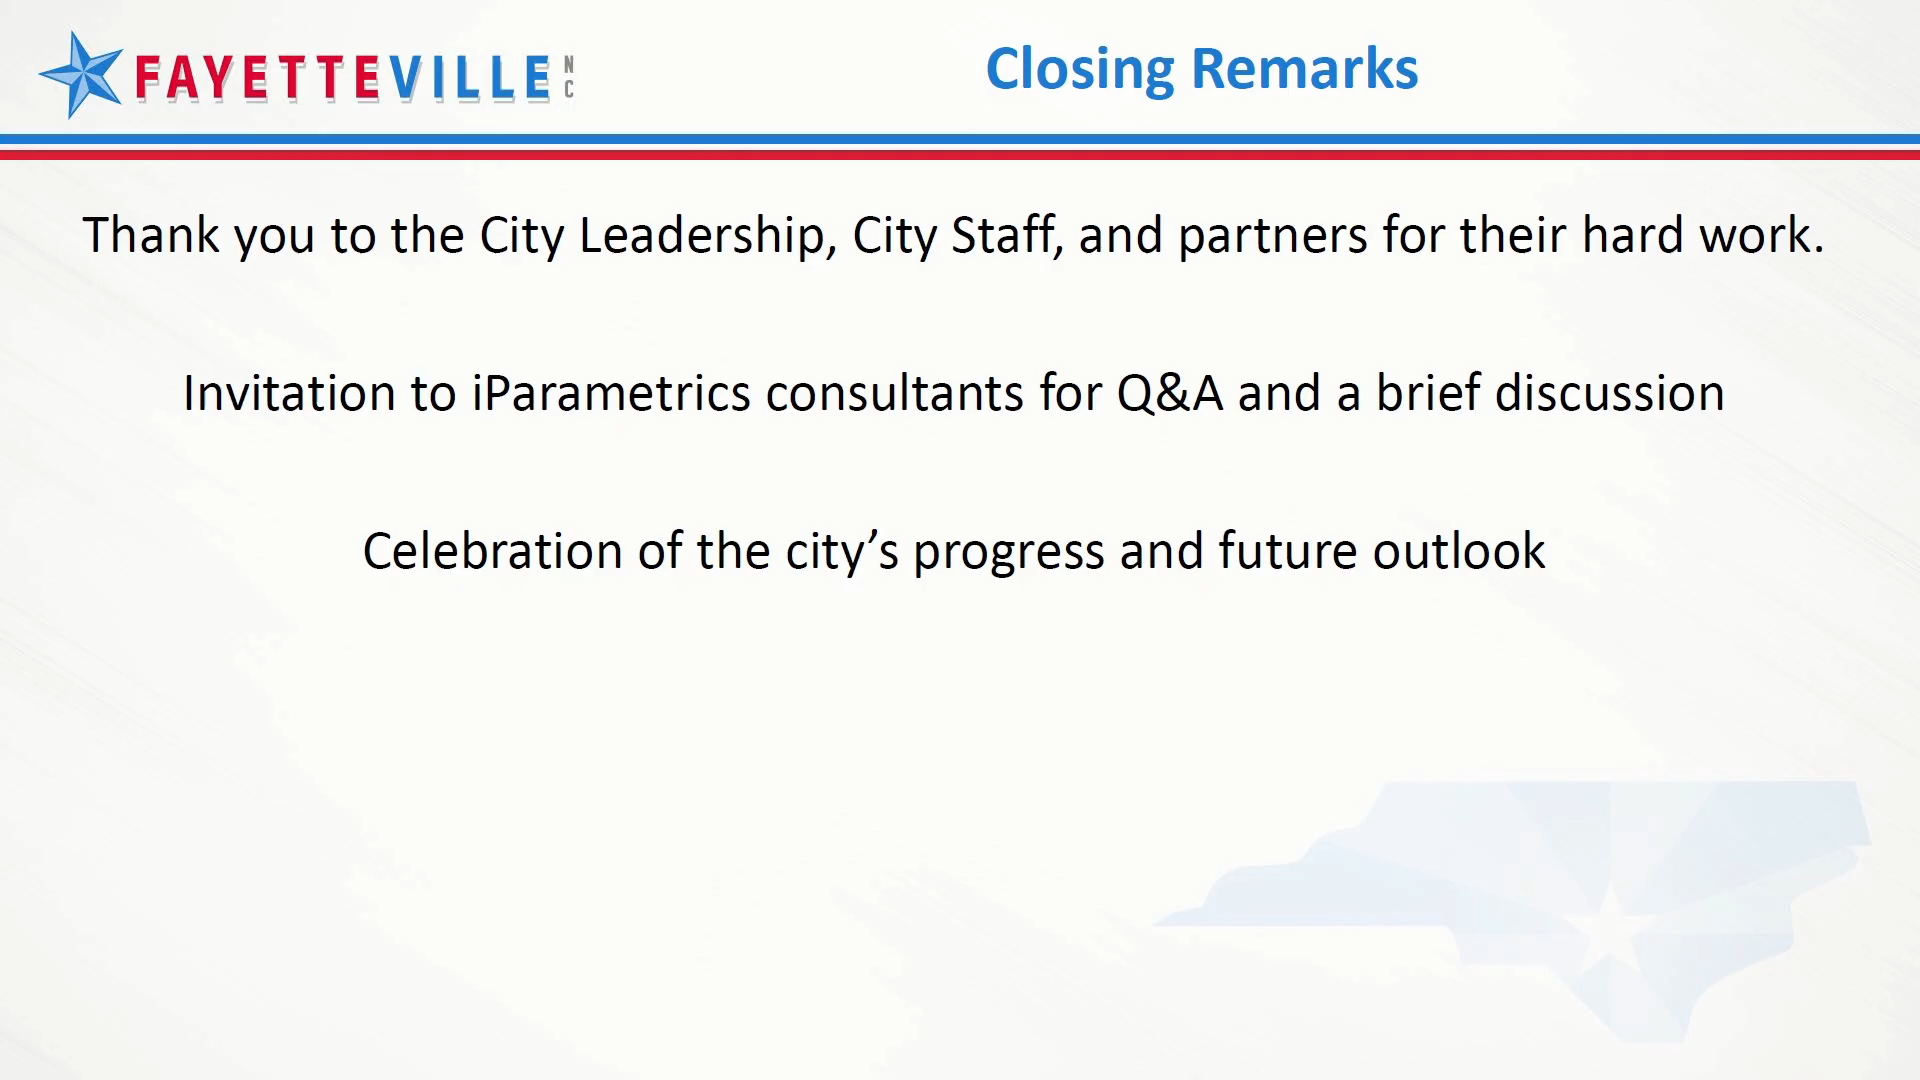 FAYETTEVILLE NC
Closing Remarks
Thank you to the City Leadership, City Staff, and partners for their hard work.
Invitation to iParametrics consultants for Q&A and a brief discussion
Celebration of the city’s progress and future outlook